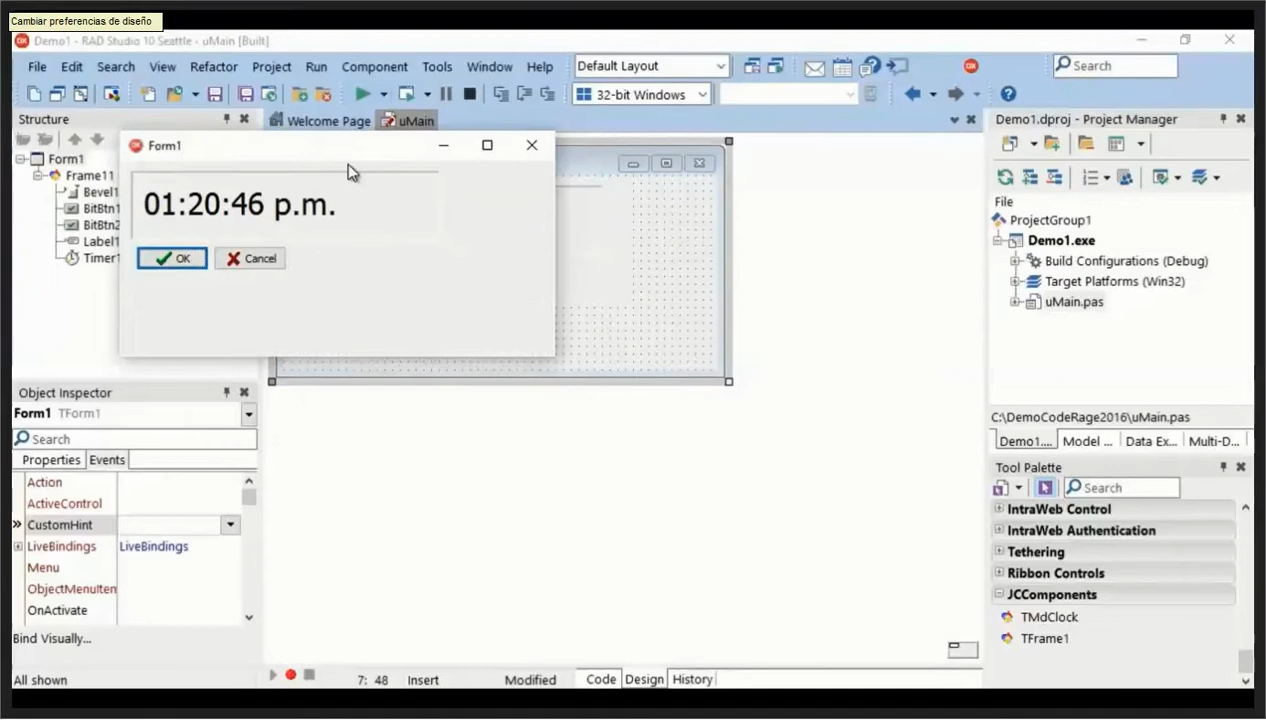 Cambiar preferencias de diseño
Demo1 - RAD Studio 10 Seattle - uMain [Built]
File Edit Search View Refactor Project Run Component Tools Window Help
Default Layout
Search
32-bit Windows
Structure
Welcome Page
uMain
Form1
Frame11
Bevel1
BitBtn1
BitBtn2
Label1
Timer1
Form1
01:20:46 p.m.
OK
Cancel
Object Inspector
Form1 TForm1
Search
Properties Events
Action
ActiveControl
CustomHint
LiveBindings LiveBindings
Menu
ObjectMenuItem
OnActivate
Bind Visually...
All shown
7: 48 Insert Modified
Code Design History
Demo1.dproj - Project Manager
File
ProjectGroup1
Demo1.exe
Build Configurations (Debug)
Target Platforms (Win32)
uMain.pas
C:\DemoCodeRage2016\uMain.pas
Demo1.... Model ... Data Ex... Multi-D...
Tool Palette
Search
IntraWeb Control
IntraWeb Authentication
Tethering
Ribbon Controls
JCComponents
TMdClock
TFrame1